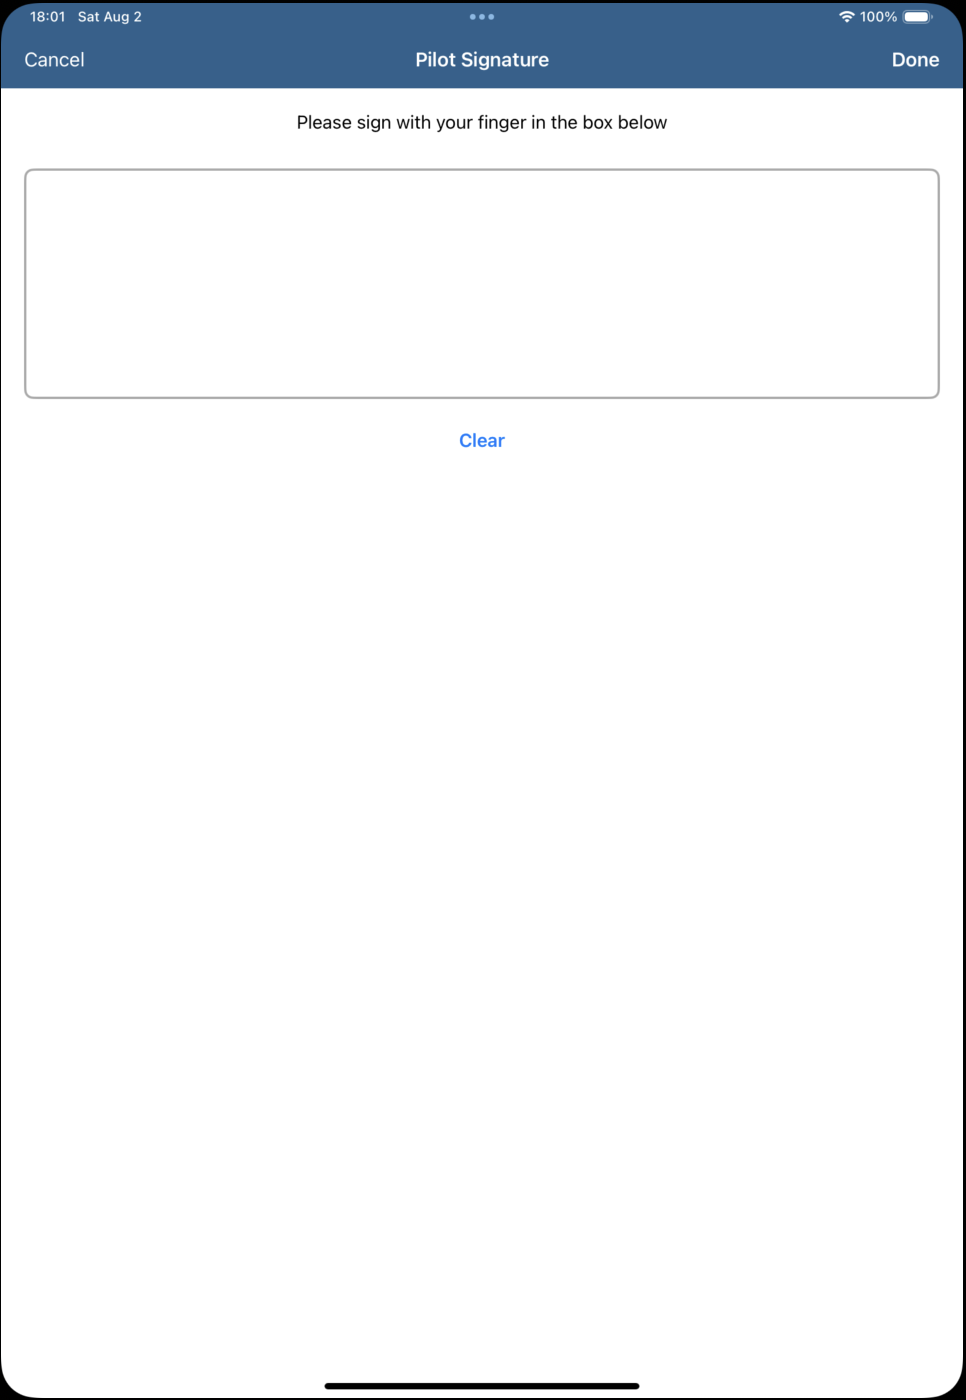 18:01 Sat Aug 2
100%
Cancel Pilot Signature Done
Please sign with your finger in the box below
Clear